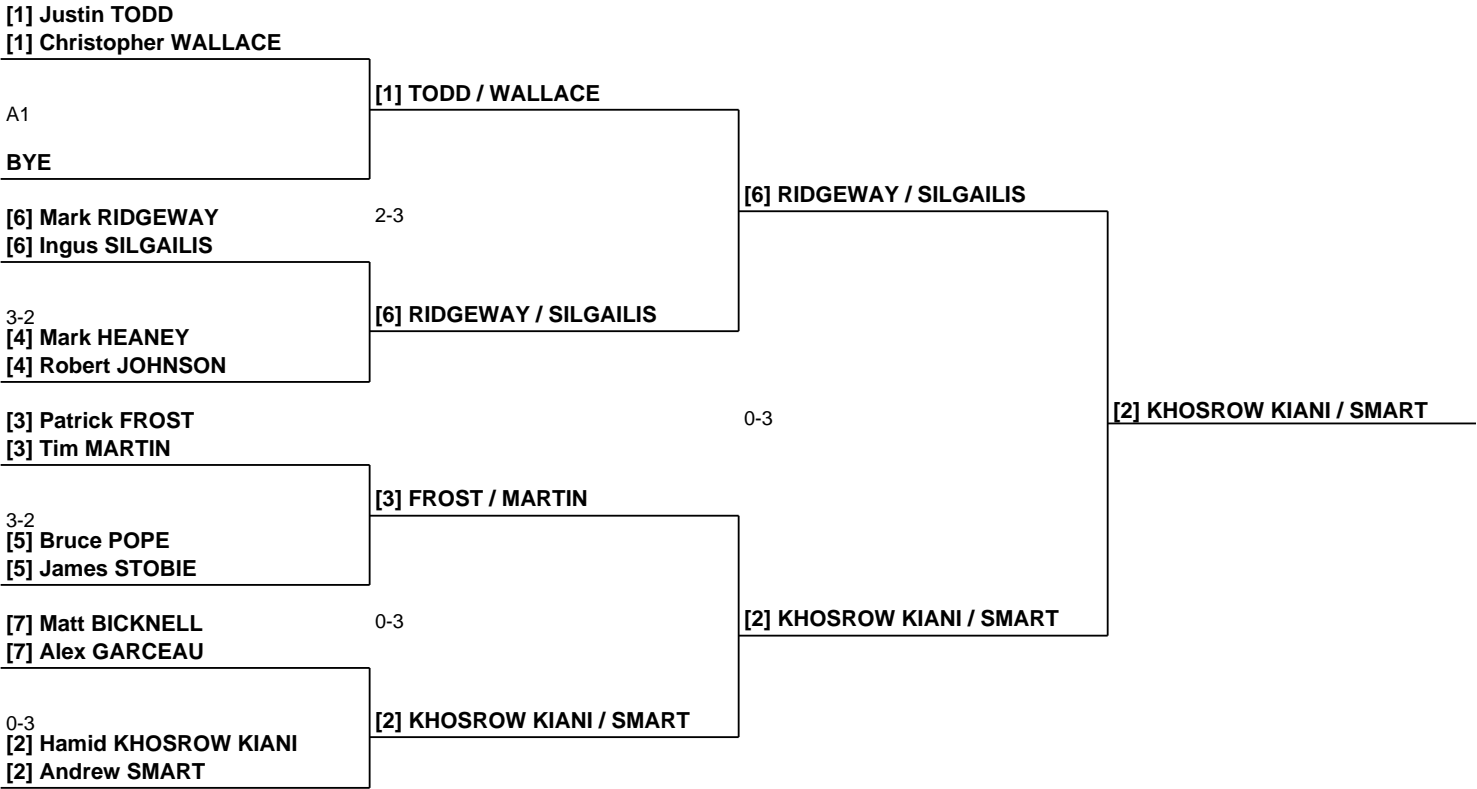 [1] Justin TODD
[1] Christopher WALLACE
[1] TODD / WALLACE
A1
BYE
[6] RIDGEWAY / SILGAILIS
[6] Mark RIDGEWAY
2-3
[6] Ingus SILGAILIS
[6] RIDGEWAY / SILGAILIS
3-2
[4] Mark HEANEY
[4] Robert JOHNSON
[2] KHOSROW KIANI / SMART
[3] Patrick FROST
0-3
[3] Tim MARTIN
[3] FROST / MARTIN
3-2
[5] Bruce POPE
[5] James STOBIE
[7] Matt BICKNELL
0-3
[2] KHOSROW KIANI / SMART
[7] Alex GARCEAU
0-3
[2] KHOSROW KIANI / SMART
[2] Hamid KHOSROW KIANI
[2] Andrew SMART